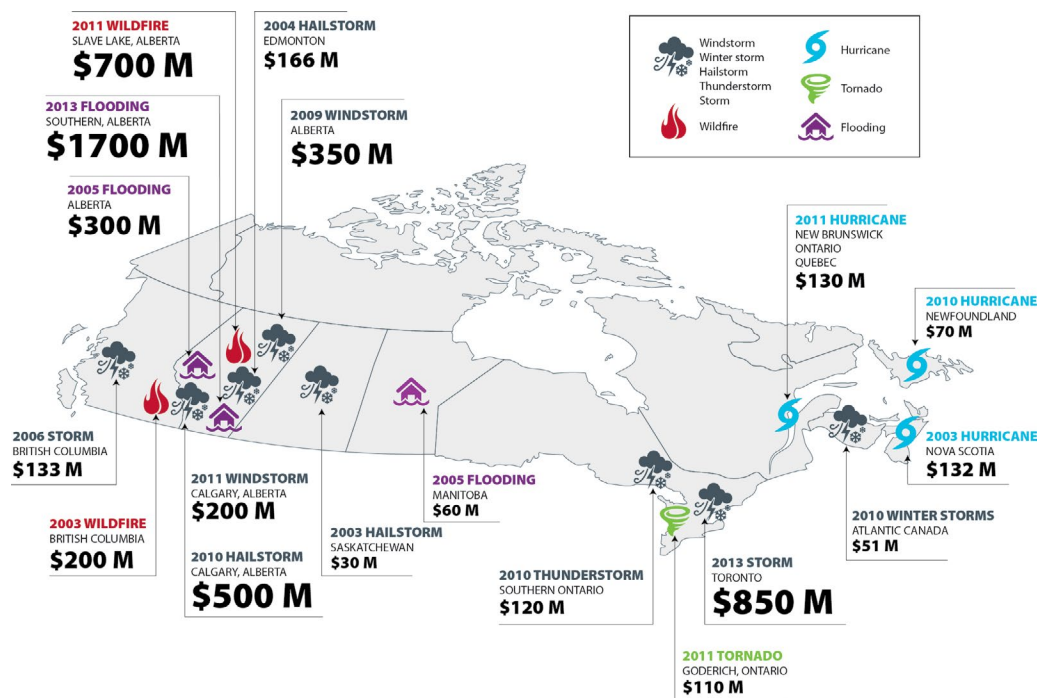 2011 WILDFIRE
SLAVE LAKE, ALBERTA
$700 M
2004 HAILSTORM
EDMONTON
$166 M
2013 FLOODING
SOUTHERN, ALBERTA
$1700 M
2009 WINDSTORM
ALBERTA
$350 M
2005 FLOODING
ALBERTA
$300 M
Windstorm
Winter storm
Hailstorm
Thunderstorm
Storm
Wildfire
Hurricane
Tornado
Flooding
2011 HURRICANE
NEW BRUNSWICK
ONTARIO
QUEBEC
$130 M
2010 HURRICANE
NEWFOUNDLAND
$70 M
2006 STORM
BRITISH COLUMBIA
$133 M
2003 WILDFIRE
BRITISH COLUMBIA
$200 M
2011 WINDSTORM
CALGARY, ALBERTA
$200 M
2010 HAILSTORM
CALGARY, ALBERTA
$500 M
2003 HAILSTORM
SASKATCHEWAN
$30 M
2005 FLOODING
MANITOBA
$60 M
2010 THUNDERSTORM
SOUTHERN ONTARIO
$120 M
2013 STORM
TORONTO
$850 M
2011 TORNADO
GODERICH, ONTARIO
$110 M
2003 HURRICANE
NOVA SCOTIA
$132 M
2010 WINTER STORMS
ATLANTIC CANADA
$51 M